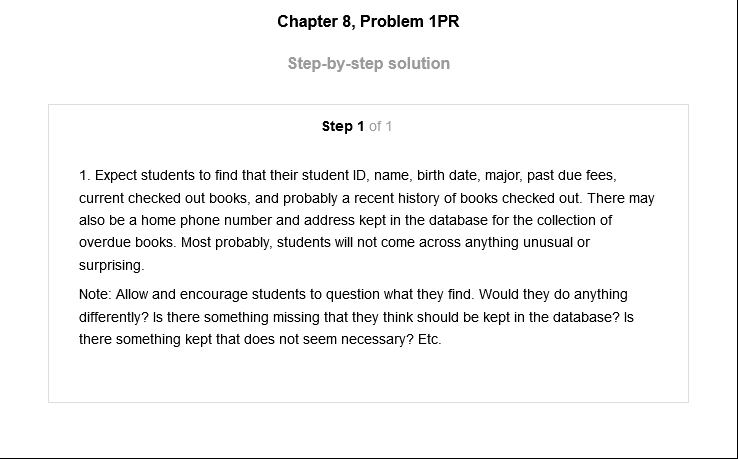 Chapter 8, Problem 1PR
Step-by-step solution
Step 1 of 1
1. Expect students to find that their student ID, name, birth date, major, past due fees,
current checked out books, and probably a recent history of books checked out. There may
also be a home phone number and address kept in the database for the collection of
overdue books. Most probably, students will not come across anything unusual or
surprising.
Note: Allow and encourage students to question what they find. Would they do anything
differently? Is there something missing that they think should be kept in the database? Is
there something kept that does not seem necessary? Etc.